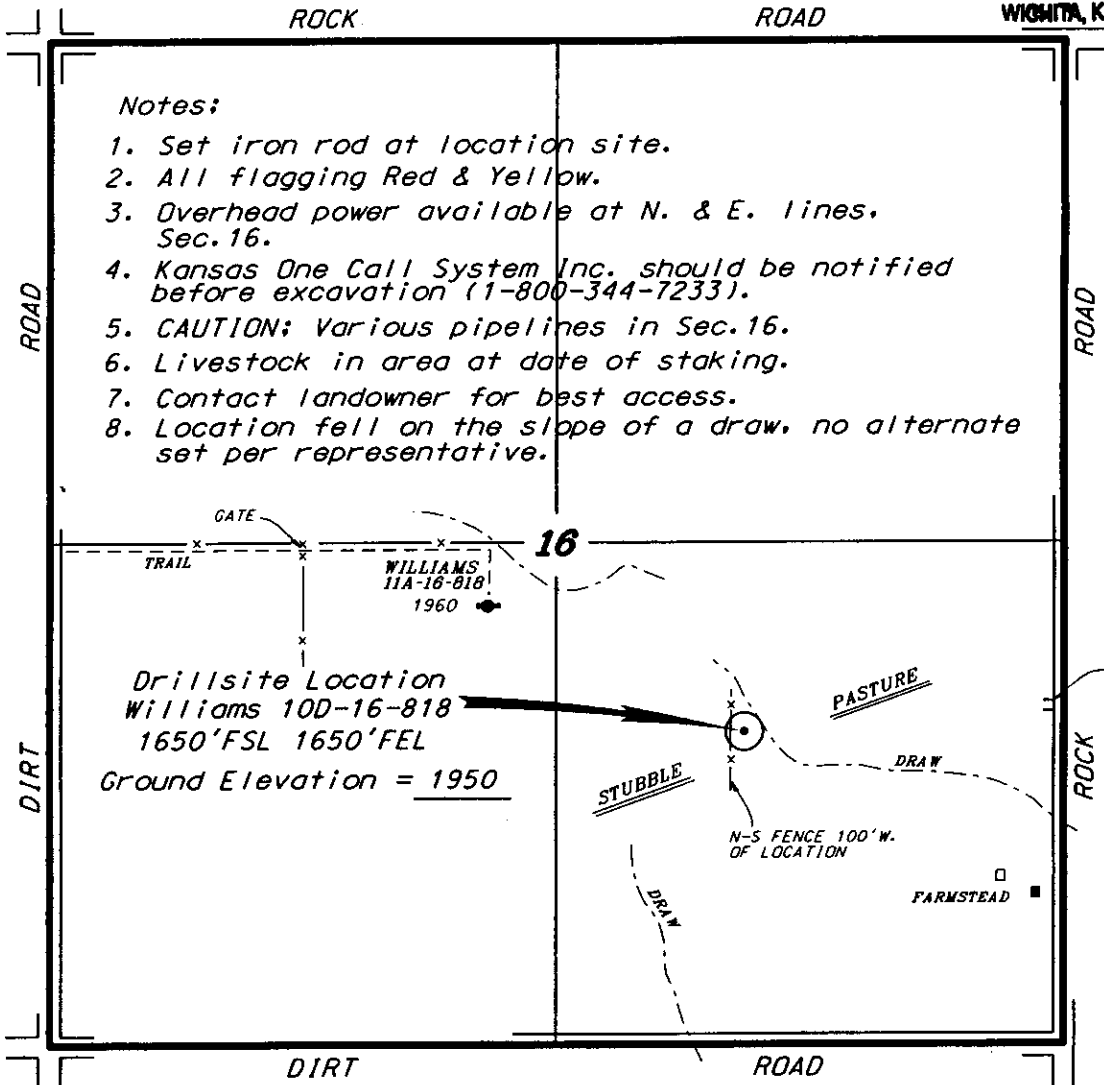 ROCK ROAD
WICHITA, K
Notes:
1. Set iron rod at location site.
2. All flagging Red & Yellow.
3. Overhead power available at N. & E. lines,
Sec. 16.
4. Kansas One Call System Inc. should be notified
before excavation (1-800-344-7233).
5. CAUTION: Various pipelines in Sec. 16.
6. Livestock in area at date of staking.
7. Contact landowner for best access.
8. Location fell on the slope of a draw, no alternate
set per representative.
ROAD
ROAD
GATE
16
TRAIL
WILLIAMS
11A-16-818
1960
Drillsite Location
Williams 10D-16-818
1650'FSL 1650'FEL
Ground Elevation = 1950
PASTURE
DRAW
STUBBLE
DIRT
ROCK
N-S FENCE 100'W.
OF LOCATION
DRAW
FARMSTEAD
DIRT ROAD